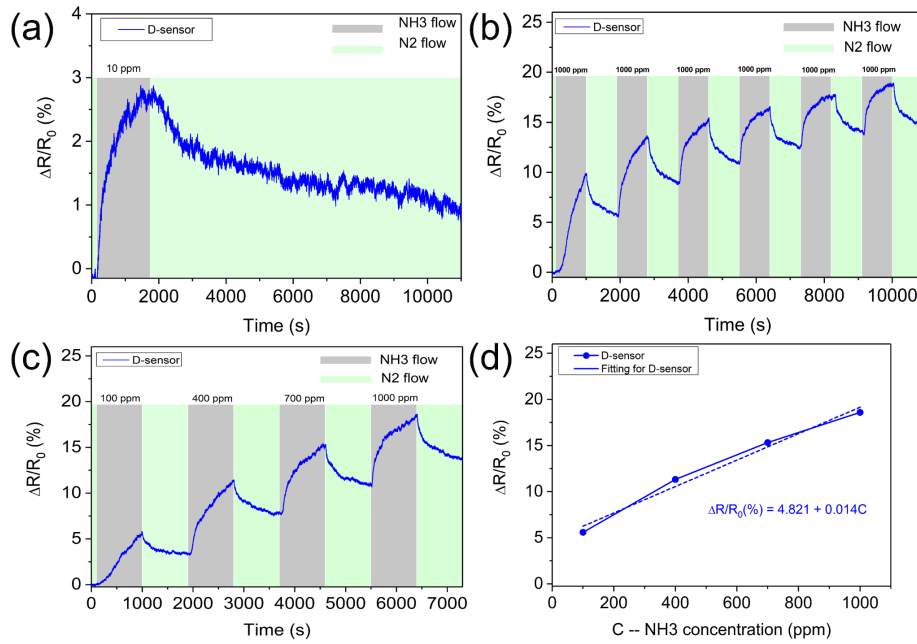 (a)
D-sensor
NH3 flow
N2 flow
10 ppm
4
3
2
1
0
ΔR/R0 (%)
0 2000 4000 6000 8000 10000
Time (s)
(b)
D-sensor
NH3 flow
N2 flow
1000 ppm 1000 ppm 1000 ppm 1000 ppm 1000 ppm 1000 ppm
25
20
15
10
5
0
ΔR/R0 (%)
0 2000 4000 6000 8000 10000
Time (s)
(c)
D-sensor
NH3 flow
N2 flow
100 ppm 400 ppm 700 ppm 1000 ppm
25
20
15
10
5
0
ΔR/R0 (%)
0 1000 2000 3000 4000 5000 6000 7000
Time (s)
(d)
D-sensor
Fitting for D-sensor
25
20
15
10
5
0
ΔR/R0 (%)
ΔR/R0(%) = 4.821 + 0.014C
0 200 400 600 800 1000
C -- NH3 concentration (ppm)